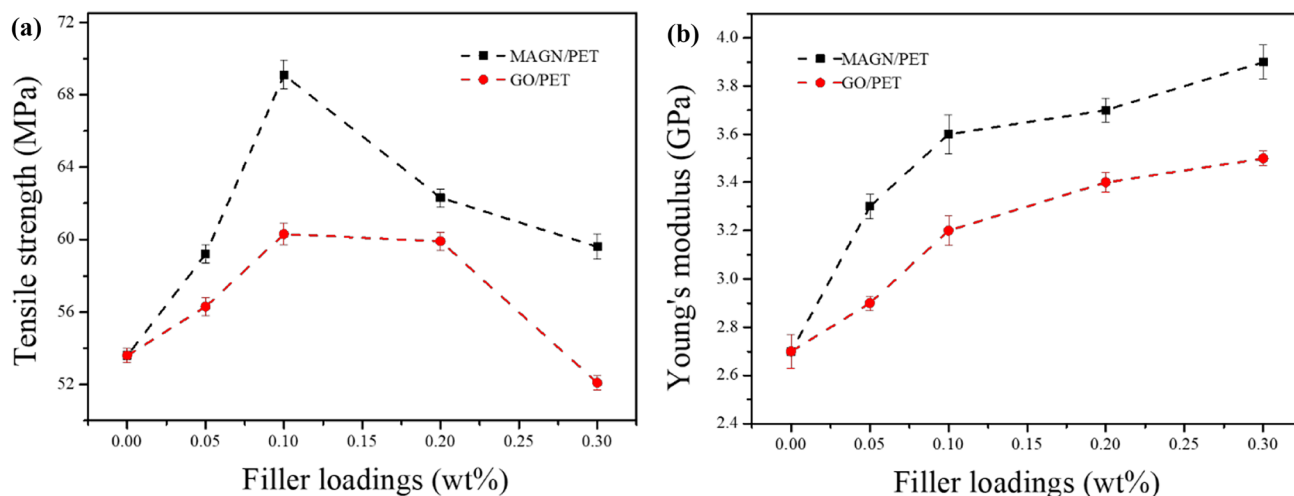 (a)
72
68
64
60
56
52
Tensile strength (MPa)
MAGN/PET
GO/PET
0.00
0.05
0.10
0.15
0.20
0.25
0.30
Filler loadings (wt%)
(b)
4.0
3.8
3.6
3.4
3.2
3.0
2.8
2.6
2.4
Young's modulus (GPa)
MAGN/PET
GO/PET
0.00
0.05
0.10
0.15
0.20
0.25
0.30
Filler loadings (wt%)